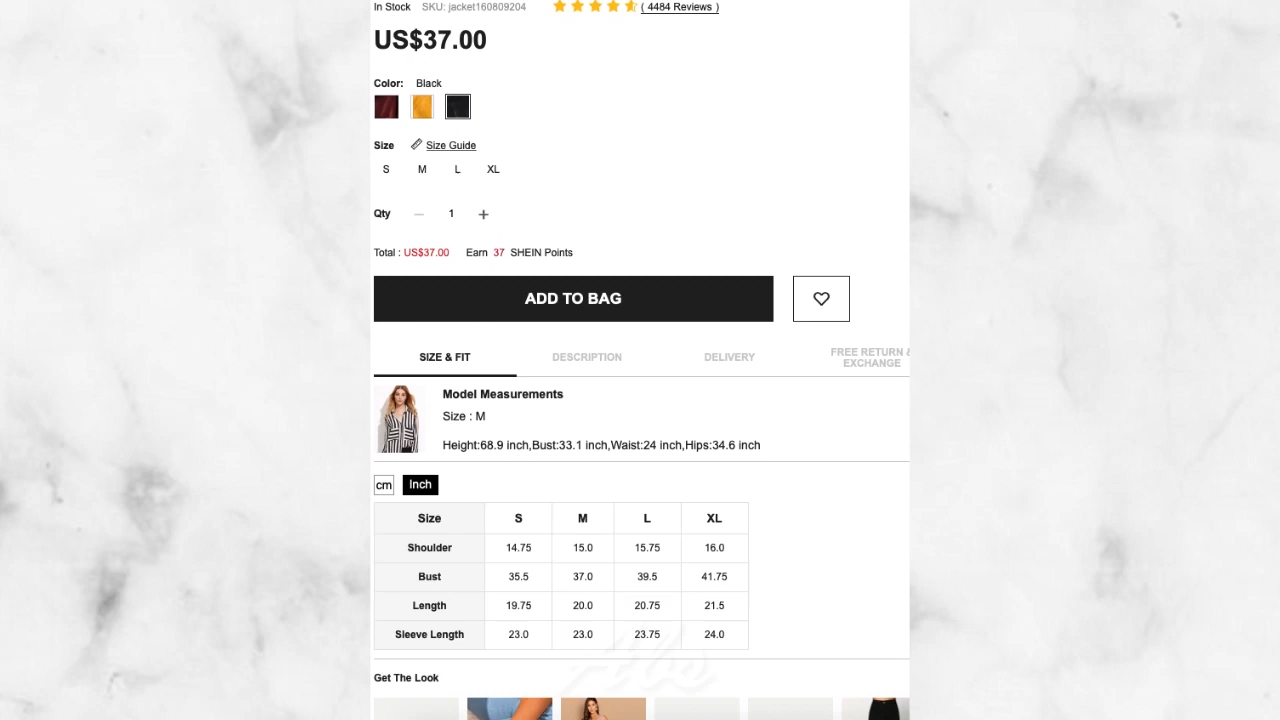 In Stock SKU: jacket160809204 ( 4484 Reviews )
US$37.00
Color: Black
Size Size Guide
S M L XL
Qty − 1 +
Total : US$37.00 Earn 37 SHEIN Points
ADD TO BAG
SIZE & FIT DESCRIPTION DELIVERY FREE RETURN &
EXCHANGE
Model Measurements
Size : M
Height:68.9 inch,Bust:33.1 inch,Waist:24 inch,Hips:34.6 inch
cm Inch
Size S M L XL
Shoulder 14.75 15.0 15.75 16.0
Bust 35.5 37.0 39.5 41.75
Length 19.75 20.0 20.75 21.5
Sleeve Length 23.0 23.0 23.75 24.0
Get The Look